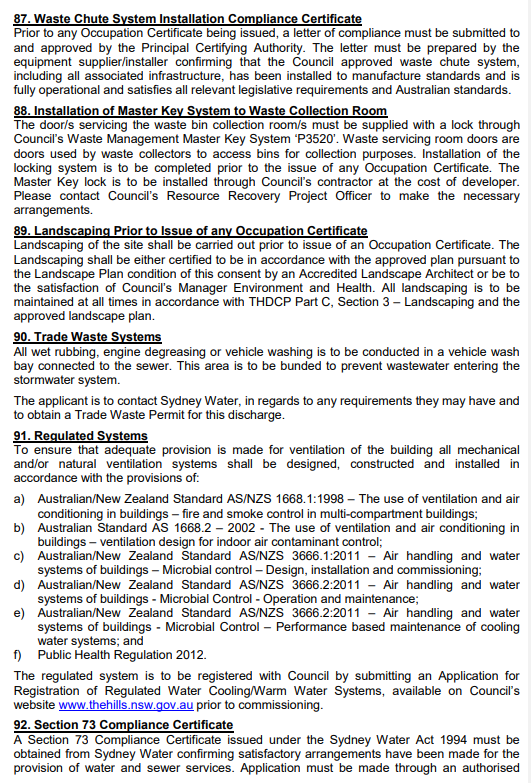 87. Waste Chute System Installation Compliance Certificate
Prior to any Occupation Certificate being issued, a letter of compliance must be submitted to
and approved by the Principal Certifying Authority. The letter must be prepared by the
equipment supplier/installer confirming that the Council approved waste chute system,
including all associated infrastructure, has been installed to manufacture standards and is
fully operational and satisfies all relevant legislative requirements and Australian standards.
88. Installation of Master Key System to Waste Collection Room
The door/s servicing the waste bin collection room/s must be supplied with a lock through
Council's Waste Management Master Key System 'P3520'. Waste servicing room doors are
doors used by waste collectors to access bins for collection purposes. Installation of the
locking system is to be completed prior to the issue of any Occupation Certificate. The
Master Key lock is to be installed through Council's contractor at the cost of developer.
Please contact Council's Resource Recovery Project Officer to make the necessary
arrangements.
89. Landscaping Prior to Issue of any Occupation Certificate
Landscaping of the site shall be carried out prior to issue of an Occupation Certificate. The
Landscaping shall be either certified to be in accordance with the approved plan pursuant to
the Landscape Plan condition of this consent by an Accredited Landscape Architect or be to
the satisfaction of Council's Manager Environment and Health. All landscaping is to be
maintained at all times in accordance with THDCP Part C, Section 3 – Landscaping and the
approved landscape plan.
90. Trade Waste Systems
All wet rubbing, engine degreasing or vehicle washing is to be conducted in a vehicle wash
bay connected to the sewer. This area is to be bunded to prevent wastewater entering the
stormwater system.
The applicant is to contact Sydney Water, in regards to any requirements they may have and
to obtain a Trade Waste Permit for this discharge.
91. Regulated Systems
To ensure that adequate provision is made for ventilation of the building all mechanical
and/or natural ventilation systems shall be designed, constructed and installed in
accordance with the provisions of:
a) Australian/New Zealand Standard AS/NZS 1668.1:1998 – The use of ventilation and air
conditioning in buildings – fire and smoke control in multi-compartment buildings;
b) Australian Standard AS 1668.2 – 2002 - The use of ventilation and air conditioning in
buildings – ventilation design for indoor air contaminant control;
c) Australian/New Zealand Standard AS/NZS 3666.1:2011 – Air handling and water
systems of buildings – Microbial control – Design, installation and commissioning;
d) Australian/New Zealand Standard AS/NZS 3666.2:2011 – Air handling and water
systems of buildings - Microbial Control - Operation and maintenance;
e) Australian/New Zealand Standard AS/NZS 3666.2:2011 – Air handling and water
systems of buildings - Microbial Control – Performance based maintenance of cooling
water systems; and
f) Public Health Regulation 2012.
The regulated system is to be registered with Council by submitting an Application for
Registration of Regulated Water Cooling/Warm Water Systems, available on Council's
website www.thehills.nsw.gov.au prior to commissioning.
92. Section 73 Compliance Certificate
A Section 73 Compliance Certificate issued under the Sydney Water Act 1994 must be
obtained from Sydney Water confirming satisfactory arrangements have been made for the
provision of water and sewer services. Application must be made through an authorised